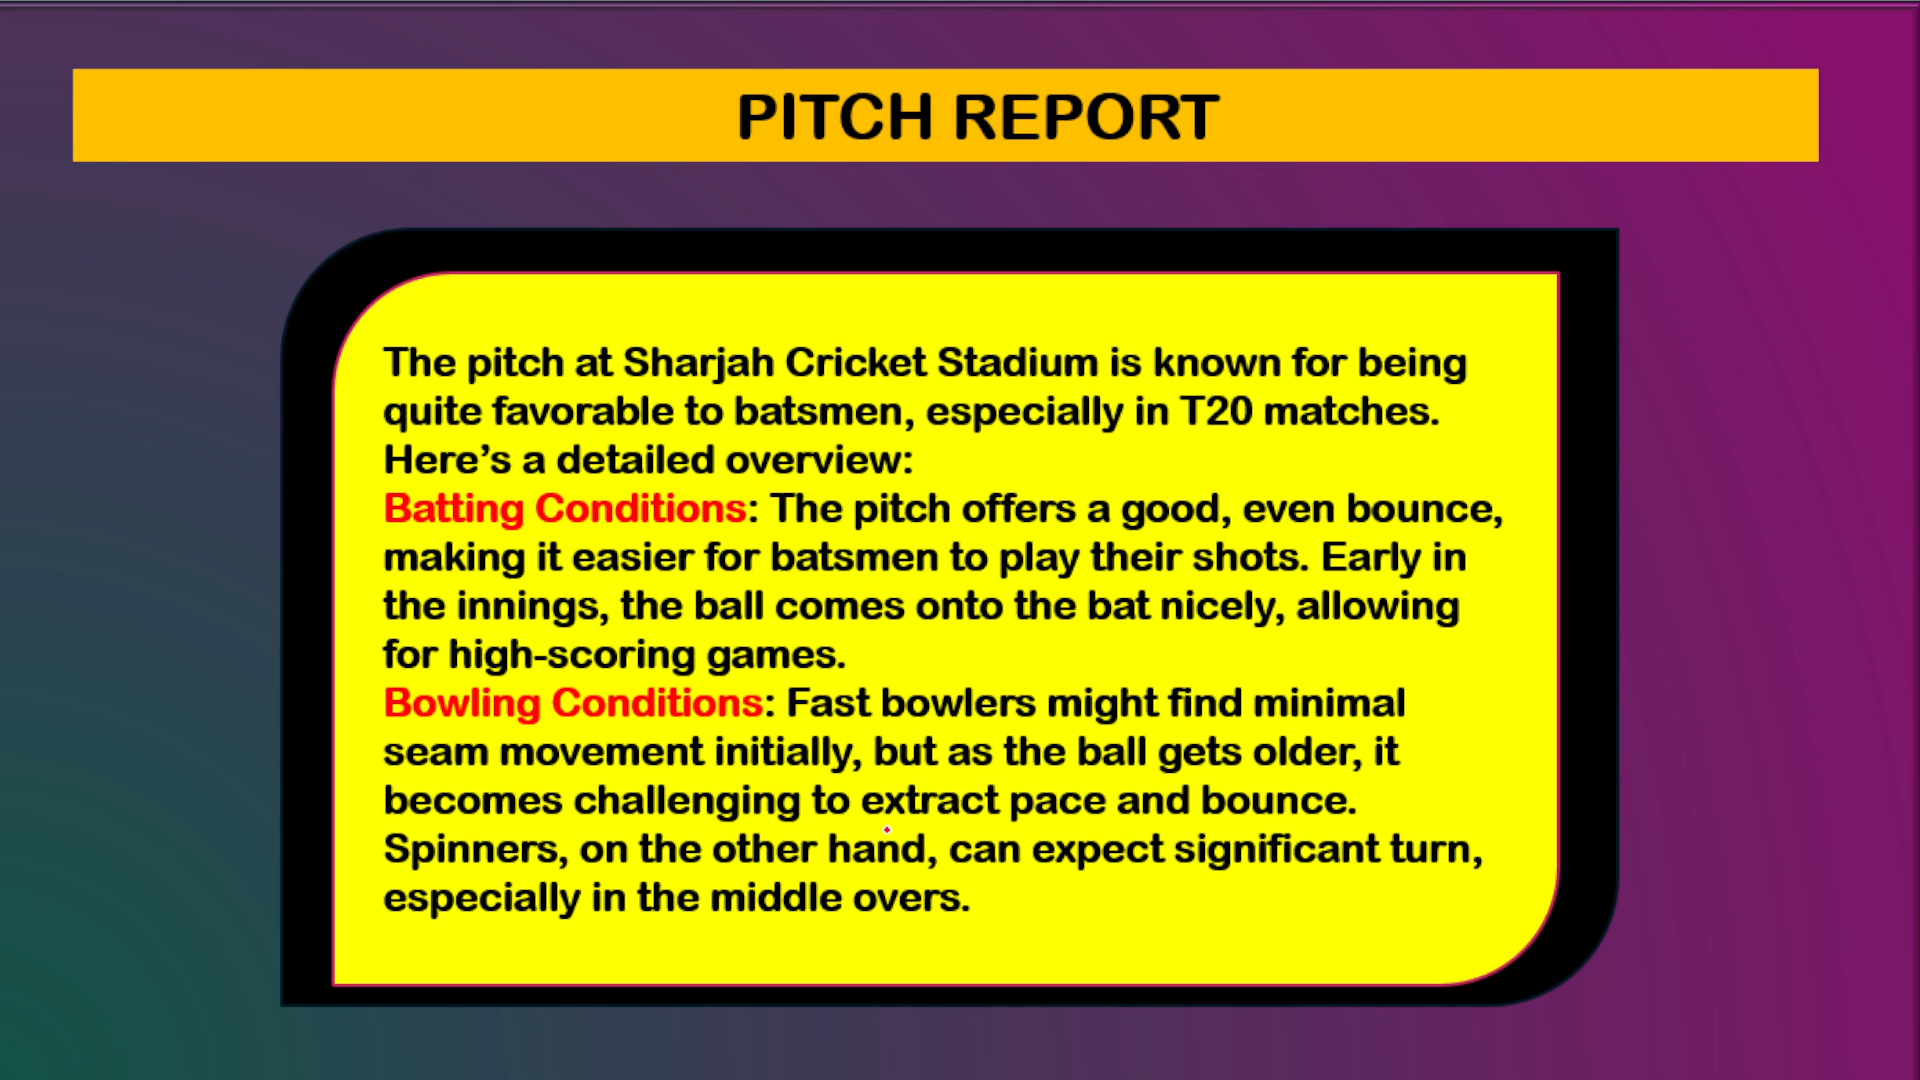 PITCH REPORT
The pitch at Sharjah Cricket Stadium is known for being
quite favorable to batsmen, especially in T20 matches.
Here’s a detailed overview:
Batting Conditions: The pitch offers a good, even bounce,
making it easier for batsmen to play their shots. Early in
the innings, the ball comes onto the bat nicely, allowing
for high-scoring games.
Bowling Conditions: Fast bowlers might find minimal
seam movement initially, but as the ball gets older, it
becomes challenging to extract pace and bounce.
Spinners, on the other hand, can expect significant turn,
especially in the middle overs.